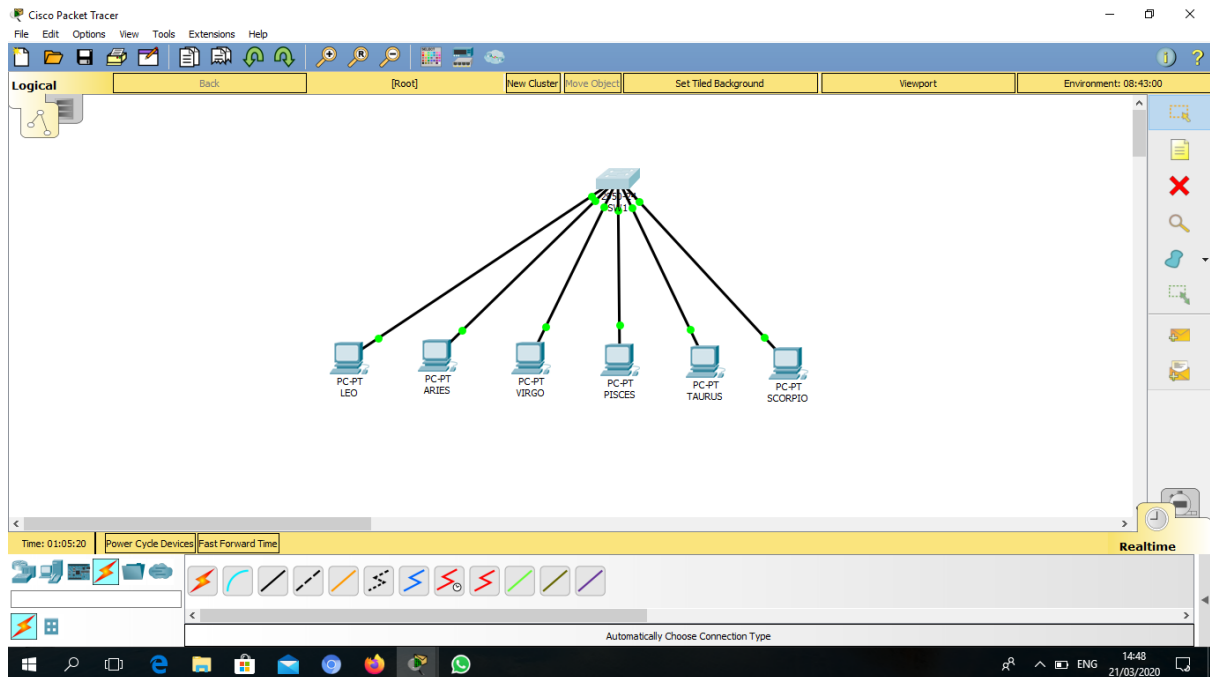 Cisco Packet Tracer
File Edit Options View Tools Extensions Help
Logical Back [Root] New Cluster Move Object Set Tiled Background Viewport Environment: 08:43:00
SW1
PC-PT
LEO
PC-PT
ARIES
PC-PT
VIRGO
PC-PT
PISCES
PC-PT
TAURUS
PC-PT
SCORPIO
Time: 01:05:20 Power Cycle Devices Fast Forward Time Realtime
Automatically Choose Connection Type
ENG 14:48
21/03/2020